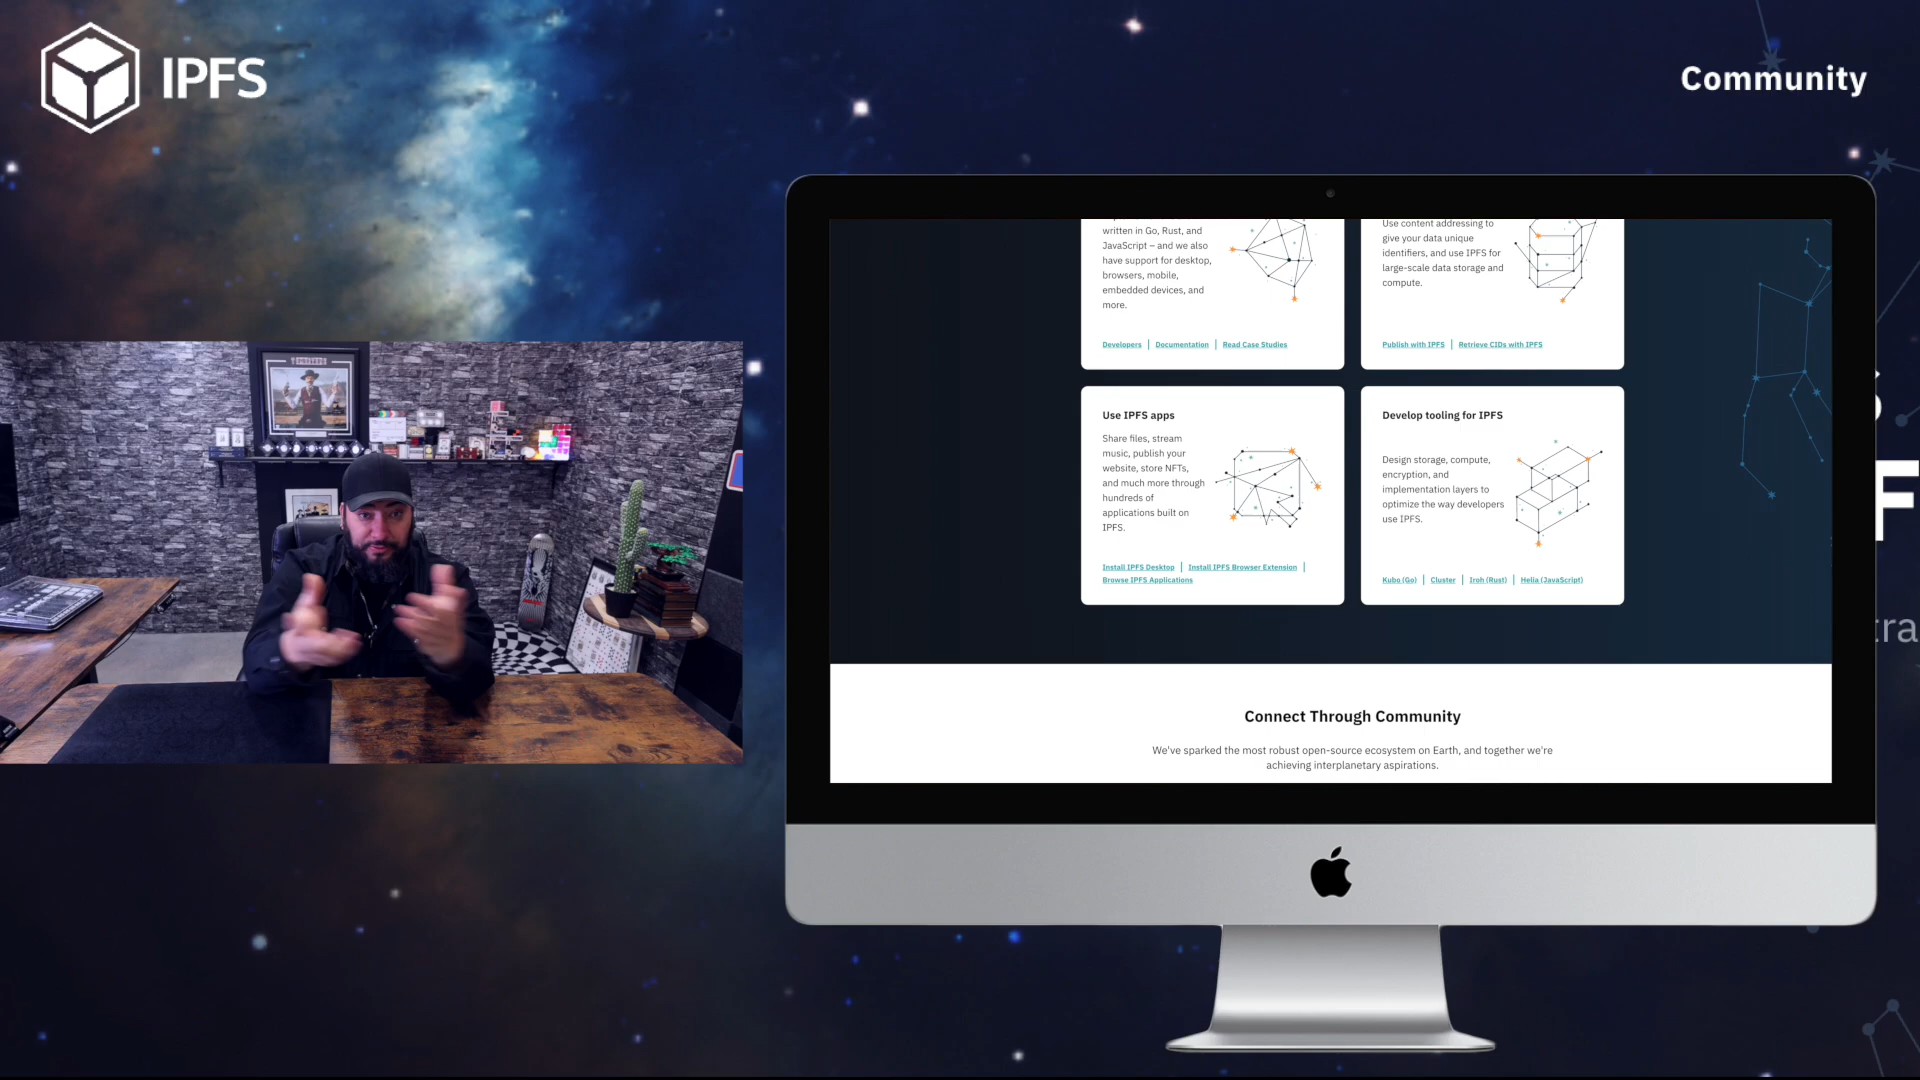 IPFS
Community
written in Go, Rust, and
JavaScript – and we also
have support for desktop,
browsers, mobile,
embedded devices, and
more.
Developers | Documentation | Read Case Studies
Use content addressing to
give your data unique
identifiers, and use IPFS for
large-scale data storage and
compute.
Publish with IPFS | Retrieve CIDs with IPFS
Use IPFS apps
Share files, stream
music, publish your
website, store NFTs,
and much more through
hundreds of
applications built on
IPFS.
Install IPFS Desktop | Install IPFS Browser Extension |
Browse IPFS Applications
Develop tooling for IPFS
Design storage, compute,
encryption, and
implementation layers to
optimize the way developers
use IPFS.
Kubo (Go) | Cluster | Iroh (Rust) | Helia (JavaScript)
Connect Through Community
We've sparked the most robust open-source ecosystem on Earth, and together we're
achieving interplanetary aspirations.
F
tra